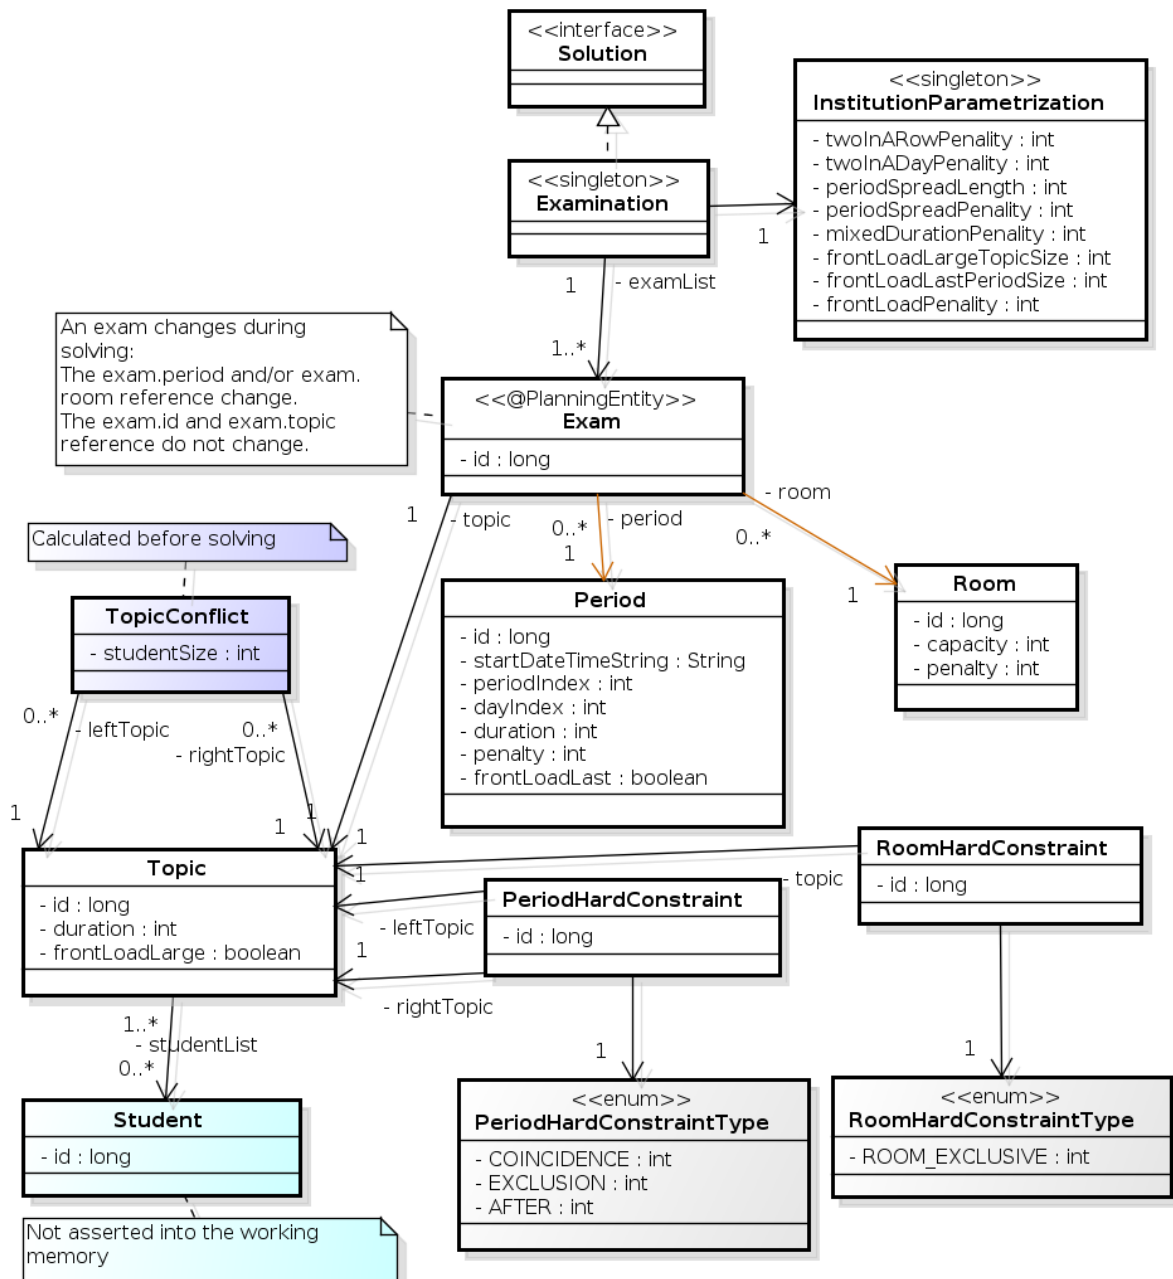 <<interface>>
Solution
<<singleton>>
InstitutionParametrization
- twoInARowPenality : int
- twoInADayPenality : int
- periodSpreadLength : int
- periodSpreadPenality : int
- mixedDurationPenality : int
- frontLoadLargeTopicSize : int
- frontLoadLastPeriodSize : int
- frontLoadPenality : int
<<singleton>>
Examination
1
1
- examList
1..*
An exam changes during
solving:
The exam.period and/or exam.
room reference change.
The exam.id and exam.topic
reference do not change.
<<@PlanningEntity>>
Exam
- id : long
1
- topic
0..*
- period
1
- room
0..*
1
Calculated before solving
TopicConflict
- studentSize : int
0..*
- leftTopic
0..*
- rightTopic
1
1
1
1
Period
- id : long
- startDateTimeString : String
- periodIndex : int
- dayIndex : int
- duration : int
- penalty : int
- frontLoadLast : boolean
Room
- id : long
- capacity : int
- penalty : int
Topic
- id : long
- duration : int
- frontLoadLarge : boolean
1
- leftTopic
1
- rightTopic
PeriodHardConstraint
- id : long
- topic
RoomHardConstraint
- id : long
1..*
- studentList
0..*
1
1
Student
- id : long
Not asserted into the working
memory
<<enum>>
PeriodHardConstraintType
- COINCIDENCE : int
- EXCLUSION : int
- AFTER : int
<<enum>>
RoomHardConstraintType
- ROOM_EXCLUSIVE : int